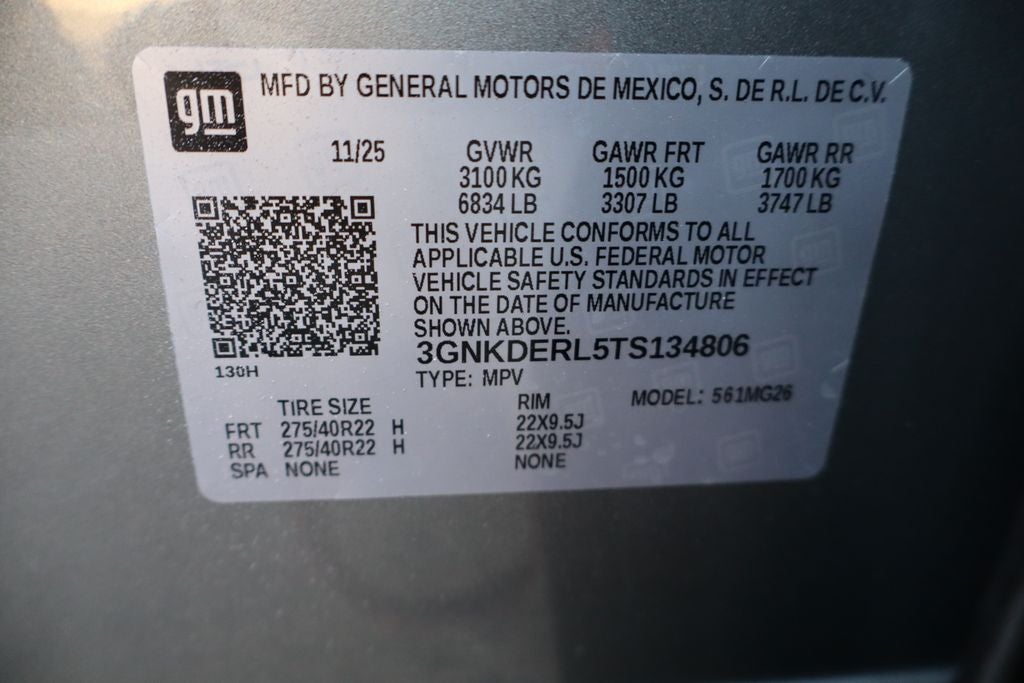 gm
MFD BY GENERAL MOTORS DE MEXICO, S. DE R.L. DE C.V.
11/25 GVWR GAWR FRT GAWR RR
3100 KG 1500 KG 1700 KG
6834 LB 3307 LB 3747 LB
THIS VEHICLE CONFORMS TO ALL
APPLICABLE U.S. FEDERAL MOTOR
VEHICLE SAFETY STANDARDS IN EFFECT
ON THE DATE OF MANUFACTURE
SHOWN ABOVE.
3GNKDERL5TS134806
130H
TYPE: MPV
MODEL: 561MG26
TIRE SIZE RIM
FRT 275/40R22 H 22X9.5J
RR 275/40R22 H 22X9.5J
SPA NONE NONE